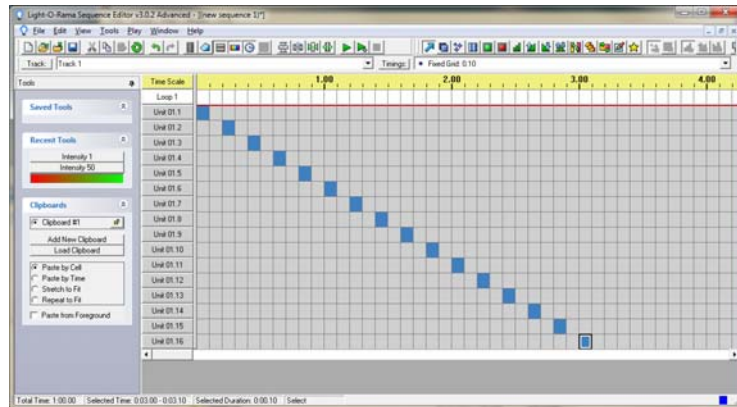 Light-O-Rama Sequence Editor v3.0.2 Advanced - [(new sequence 1)*]
File Edit View Tools Play Window Help
Track: Track 1 Timings: Fixed Grid: 0.10
Tools
Saved Tools
Recent Tools
Intensity 1
Intensity 50
Clipboards
Clipboard #1
Add New Clipboard
Load Clipboard
Paste by Cell
Paste by Time
Stretch to Fit
Repeat to Fit
Paste from Foreground
Time Scale 1.00 2.00 3.00 4.00
Loop 1
Unit 01.1
Unit 01.2
Unit 01.3
Unit 01.4
Unit 01.5
Unit 01.6
Unit 01.7
Unit 01.8
Unit 01.9
Unit 01.10
Unit 01.11
Unit 01.12
Unit 01.13
Unit 01.14
Unit 01.15
Unit 01.16
Total Time: 1:00.00 Selected Time: 0:03.00 - 0:03.10 Selected Duration: 0:00.10 Select